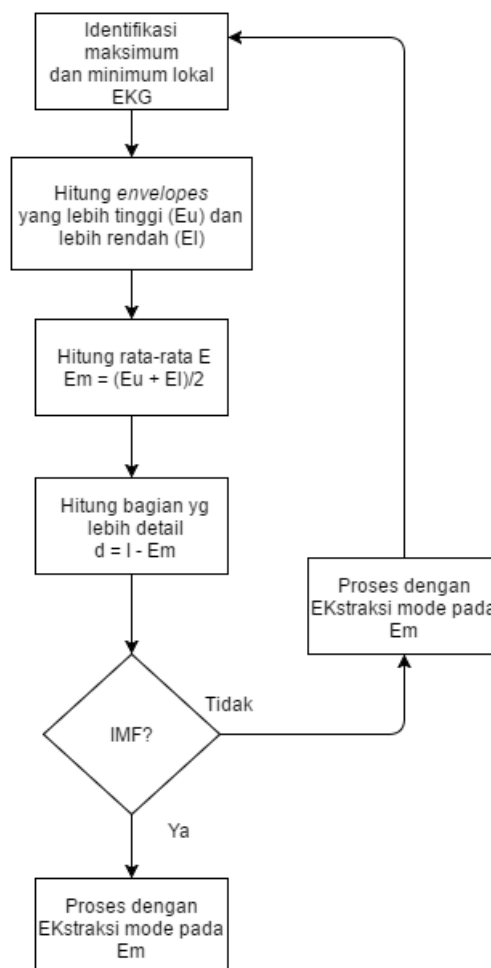 Identifikasi
maksimum
dan minimum lokal
EKG
Hitung envelopes
yang lebih tinggi (Eu) dan
lebih rendah (El)
Hitung rata-rata E
Em = (Eu + El)/2
Hitung bagian yg
lebih detail
d = I - Em
Proses dengan
EKstraksi mode pada
Em
Tidak
IMF?
Ya
Proses dengan
EKstraksi mode pada
Em